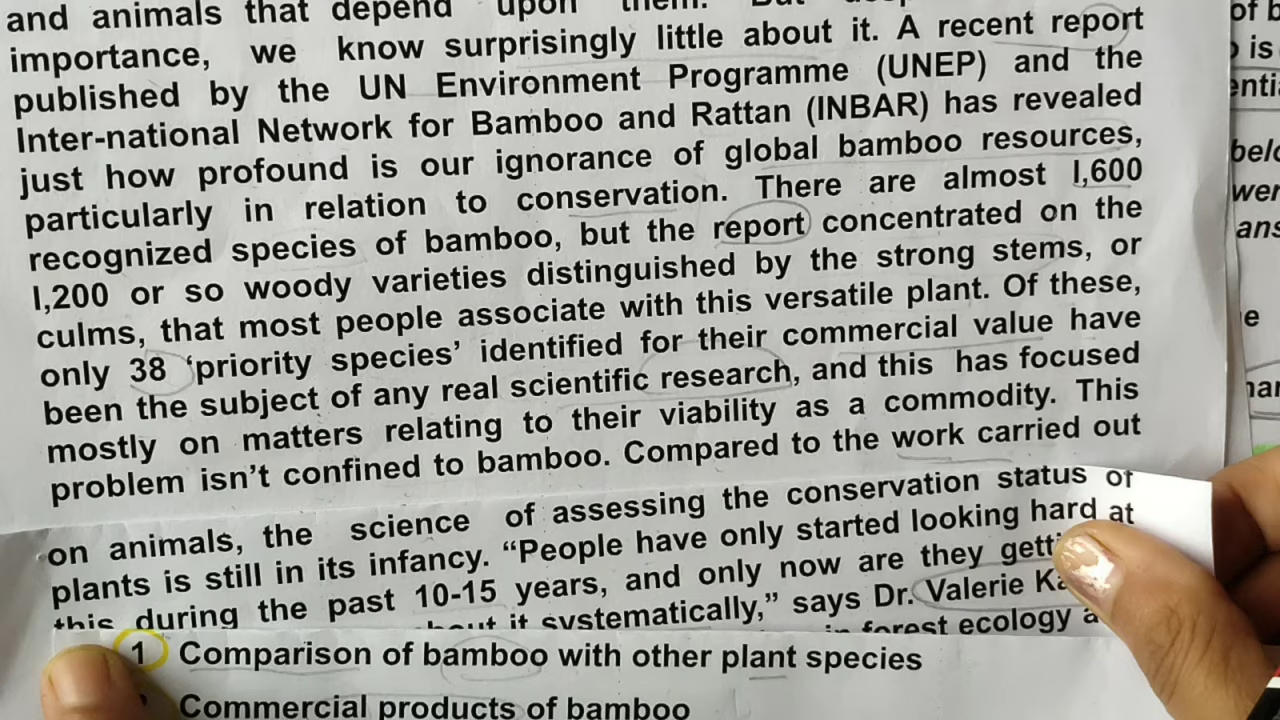 and animals that depend upon them. But
importance, we know surprisingly little about it. A recent report
published by the UN Environment Programme (UNEP) and the
Inter-national Network for Bamboo and Rattan (INBAR) has revealed
just how profound is our ignorance of global bamboo resources,
particularly in relation to conservation. There are almost l,600
recognized species of bamboo, but the report concentrated on the
l,200 or so woody varieties distinguished by the strong stems, or
culms, that most people associate with this versatile plant. Of these,
only 38 ‘priority species’ identified for their commercial value have
been the subject of any real scientific research, and this has focused
mostly on matters relating to their viability as a commodity. This
problem isn’t confined to bamboo. Compared to the work carried out
on animals, the science of assessing the conservation status of
plants is still in its infancy. “People have only started looking hard at
this during the past 10-15 years, and only now are they
it systematically,” says Dr. Valerie
forest ecology
1 Comparison of bamboo with other plant species
Commercial products of bamboo
of
is
e